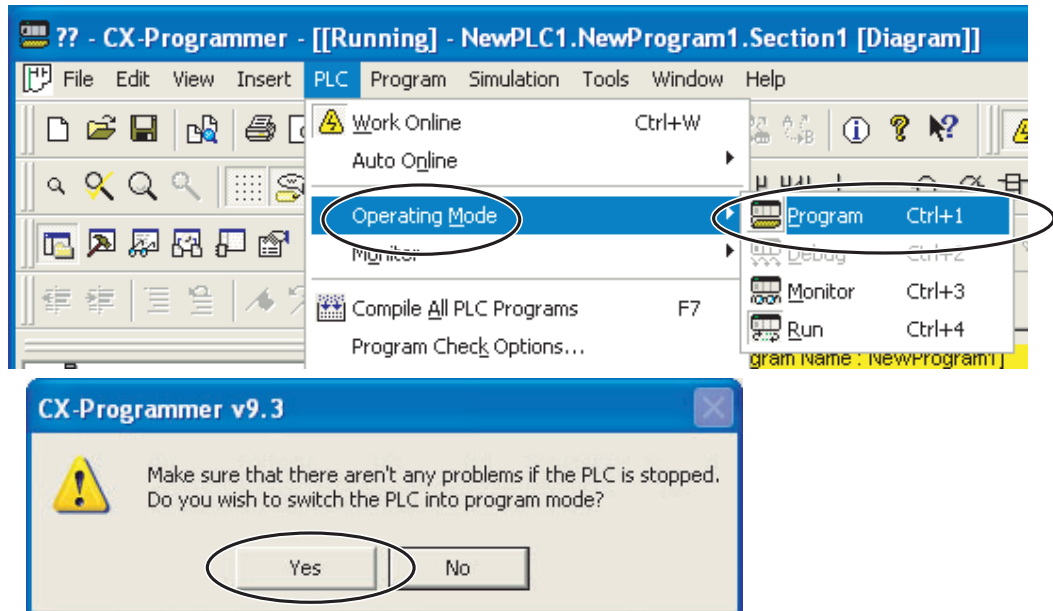 ?? - CX-Programmer - [[Running] - NewPLC1.NewProgram1.Section1 [Diagram]]
File Edit View Insert PLC Program Simulation Tools Window Help
Work Online Ctrl+W
Auto Online
Operating Mode
Program Ctrl+1
Monitor
Debug Ctrl+2
Monitor Ctrl+3
Compile All PLC Programs F7
Run Ctrl+4
Program Check Options...
gram Name : NewProgram1]
CX-Programmer v9.3
Make sure that there aren't any problems if the PLC is stopped.
Do you wish to switch the PLC into program mode?
Yes No